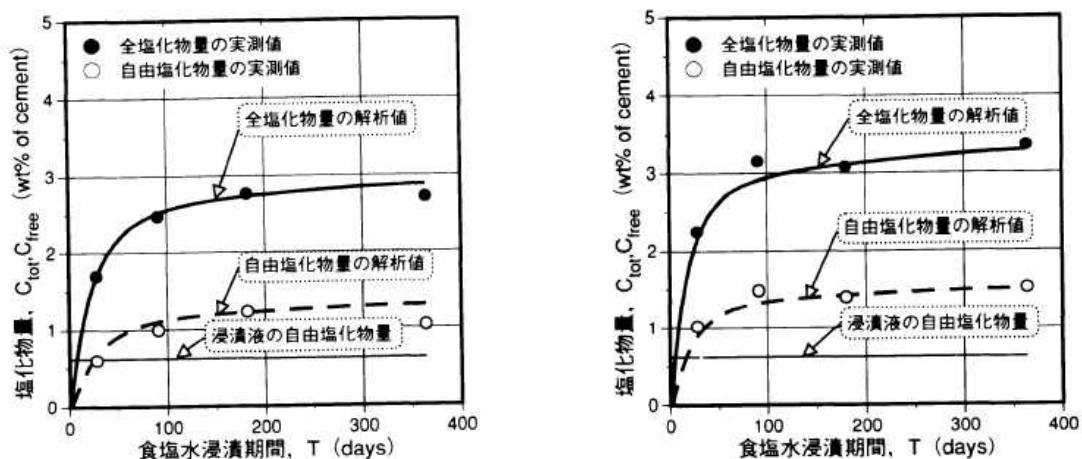 塩化物量，Ctot,Cfree (wt% of cement)
5
4
3
2
1
0
● 全塩化物量の実測値
○ 自由塩化物量の実測値
全塩化物量の解析値
自由塩化物量の解析値
浸漬液の自由塩化物量
0 100 200 300 400
食塩水浸漬期間，T (days)
塩化物量，Ctot,Cfree (wt% of cement)
5
4
3
2
1
0
● 全塩化物量の実測値
○ 自由塩化物量の実測値
全塩化物量の解析値
自由塩化物量の解析値
浸漬液の自由塩化物量
0 100 200 300 400
食塩水浸漬期間，T (days)